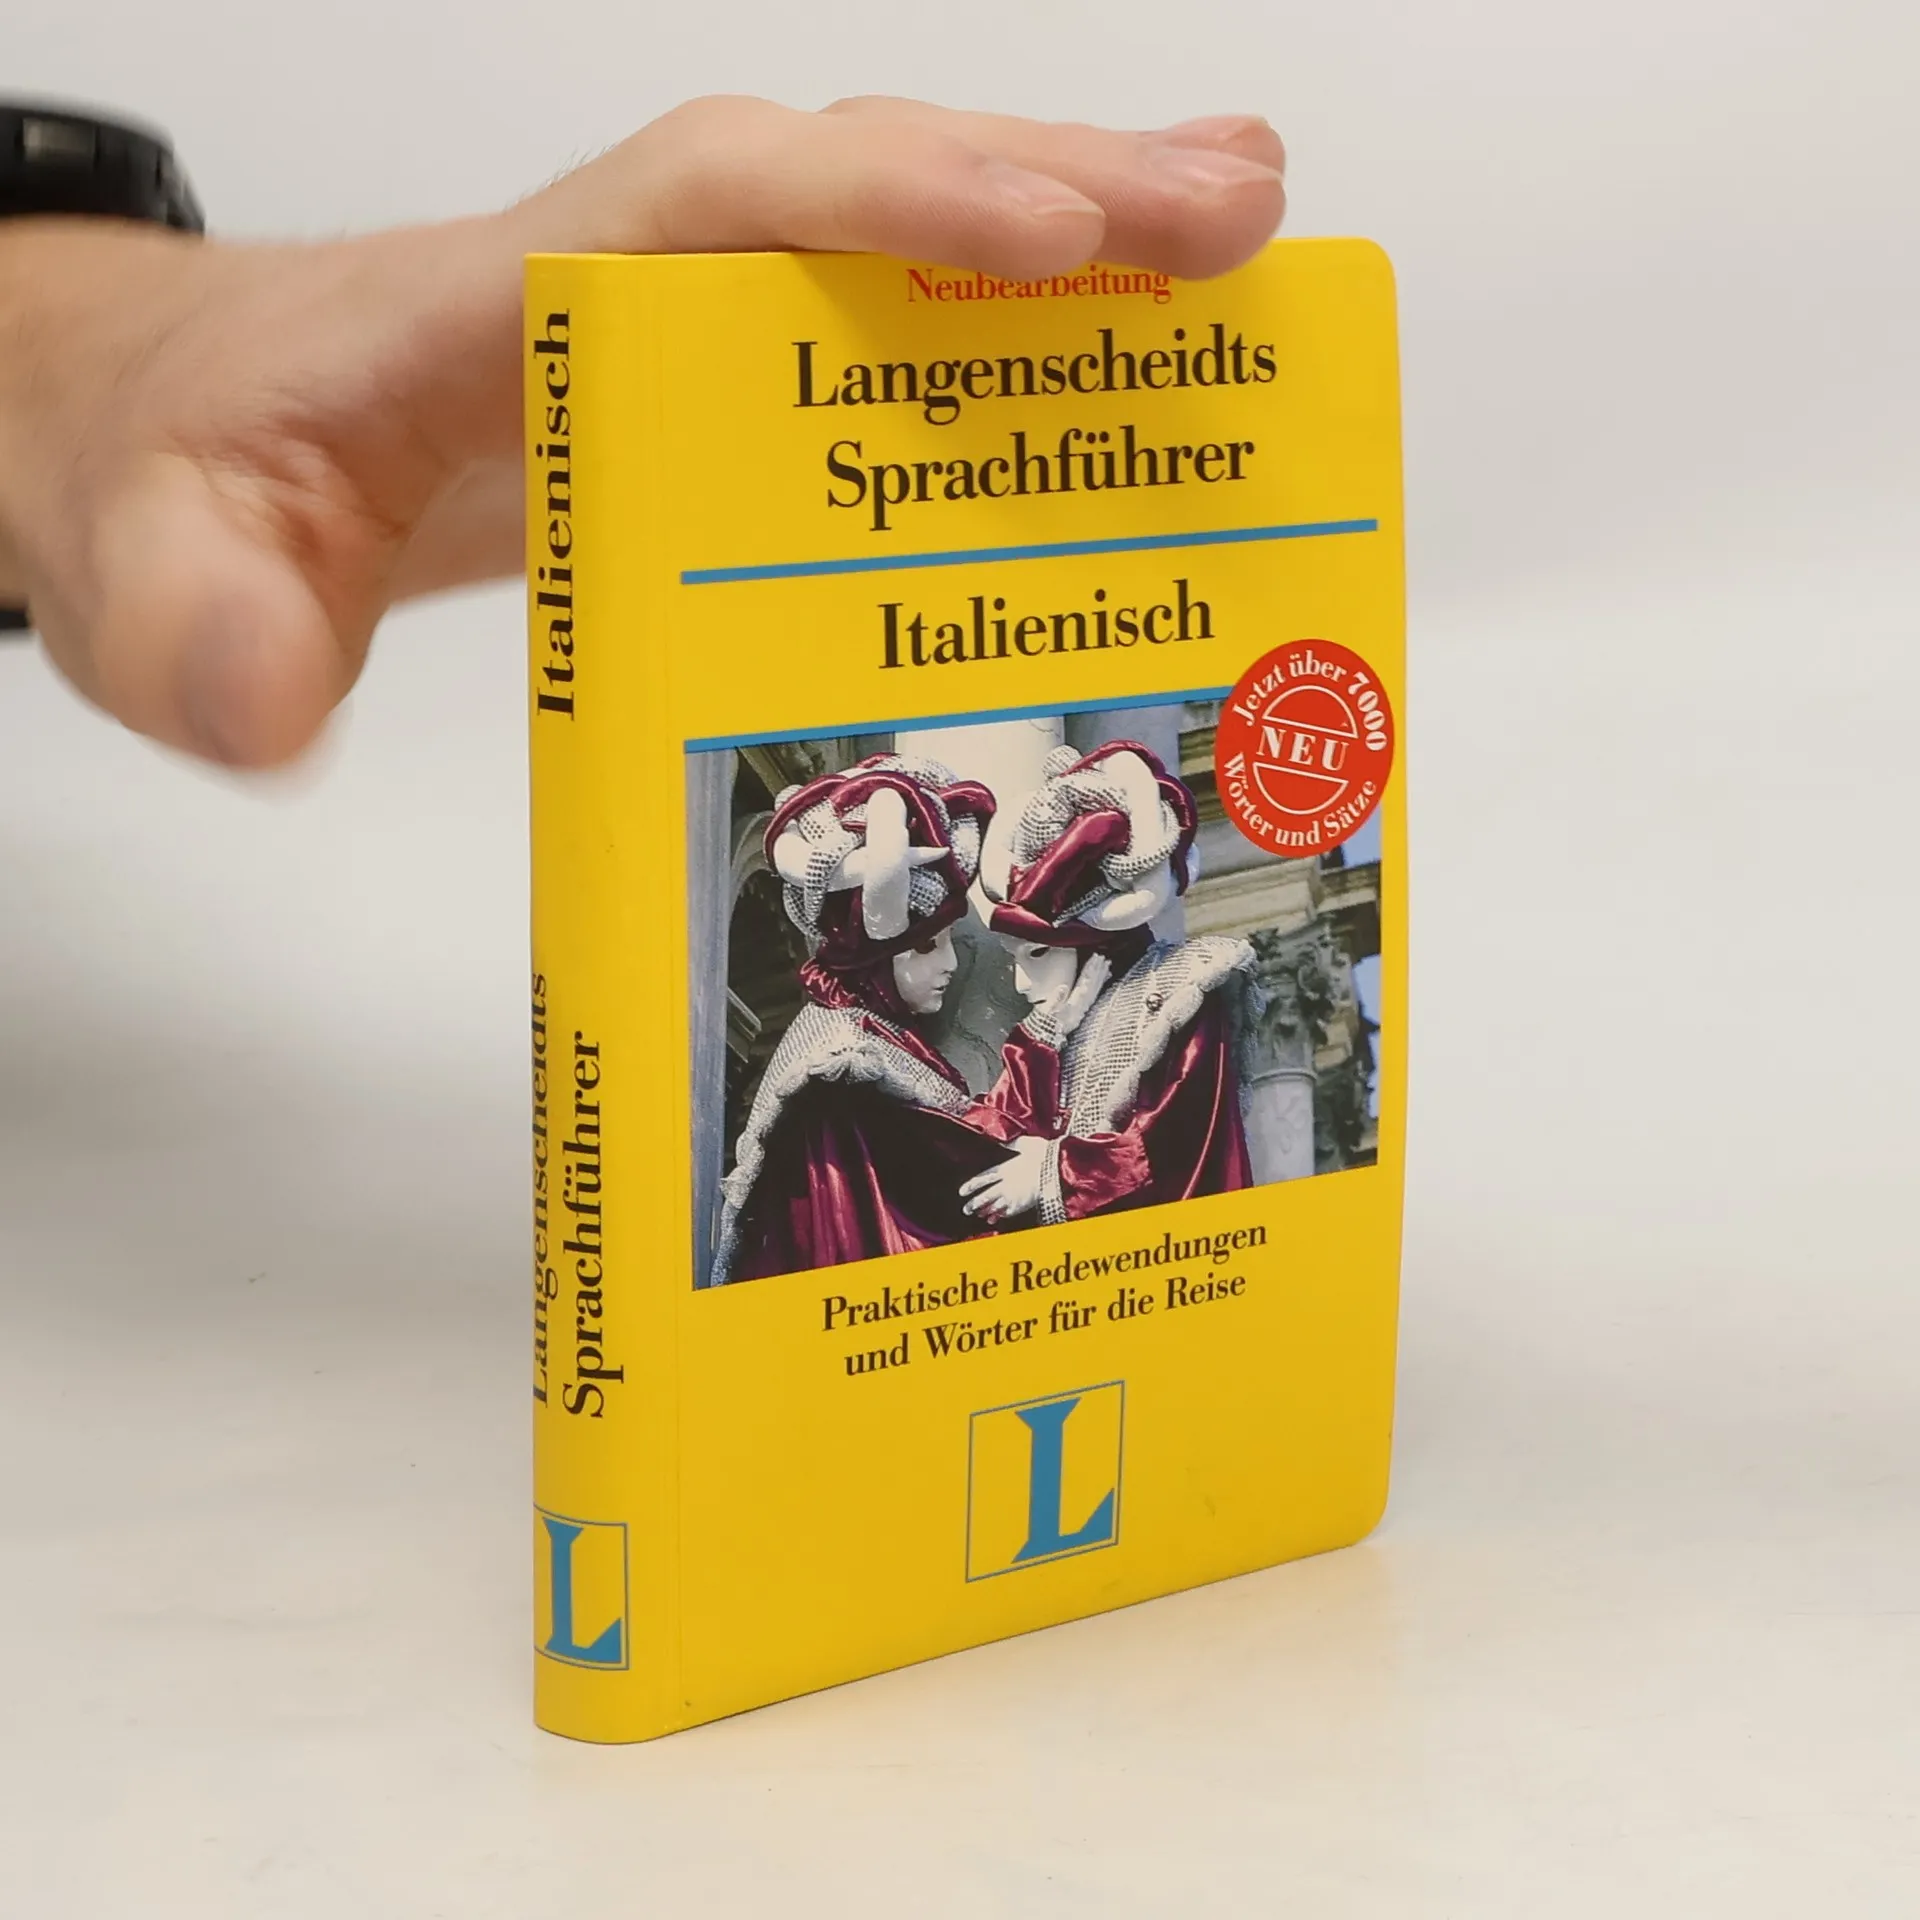 Neubearbeitung
Langenscheidts
Sprachführer
Italienisch
Jetzt über 7000
NEU
Wörter und Sätze
Praktische Redewendungen
und Wörter für die Reise
L
Italienisch
Langenscheidts
Sprachführer
L